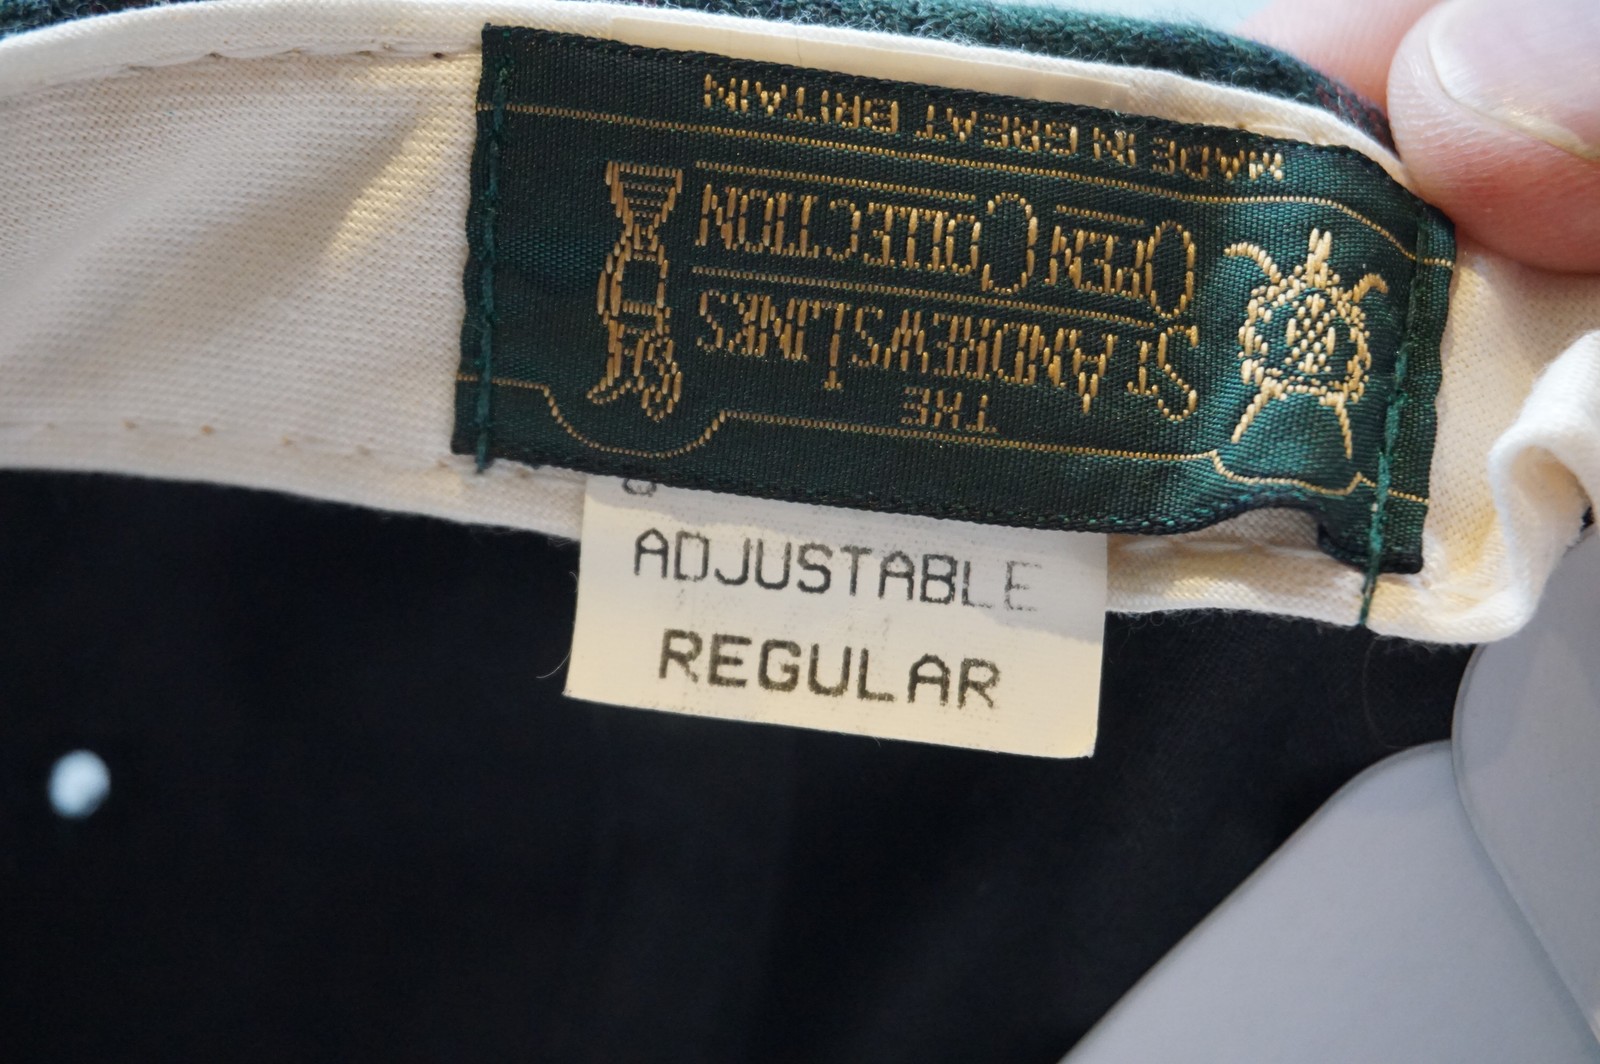 THE
ST ANDREWS LINKS
OPEN COLLECTION
MADE IN GREAT BRITAIN
ADJUSTABLE
REGULAR